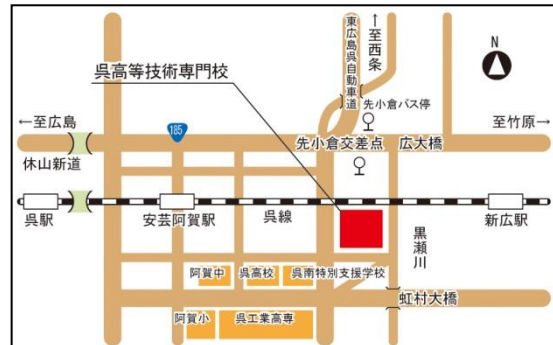 呉高等技術専門校
東広島呉自動車道
↑至西条
N
先小倉バス停
←至広島
185
先小倉交差点
広大橋
至竹原→
休山新道
呉駅
安芸阿賀駅
呉線
新広駅
黒瀬川
阿賀中
呉高校
呉南特別支援学校
虹村大橋
阿賀小
呉工業高専